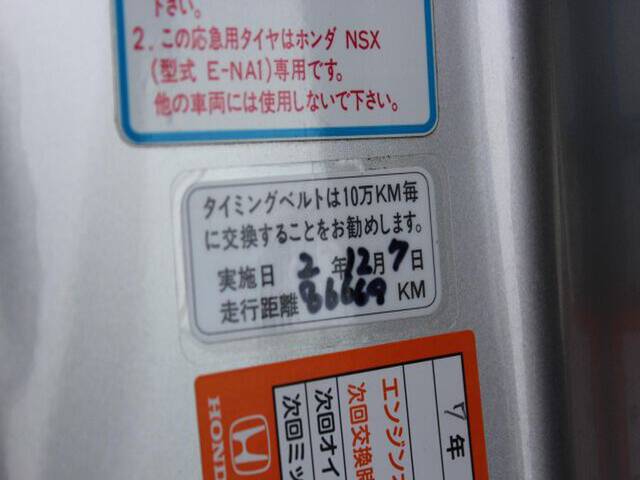 下さい。
2. この応急用タイヤはホンダ NSX
(型式 E-NA1)専用です。
他の車両には使用しないで下さい。
タイミングベルトは10万KM毎
に交換することをお勧めします。
実施日 2 年 12 月 7 日
走行距離 86669 KM
HONDA
7年
エンジンオ
次回交換時
次回オイ
次回ミッ